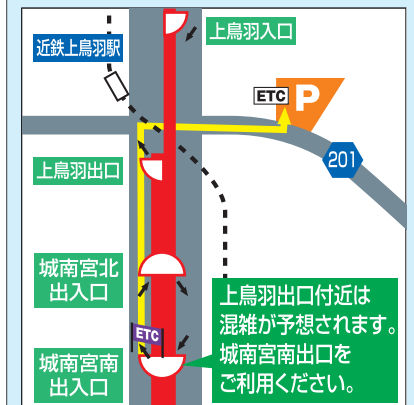 上鳥羽入口
近鉄上鳥羽駅
ETC P
201
上鳥羽出口
城南宮北
出入口
上鳥羽出口付近は
混雑が予想されます。
城南宮南出口を
ご利用ください。
ETC
城南宮南
出入口